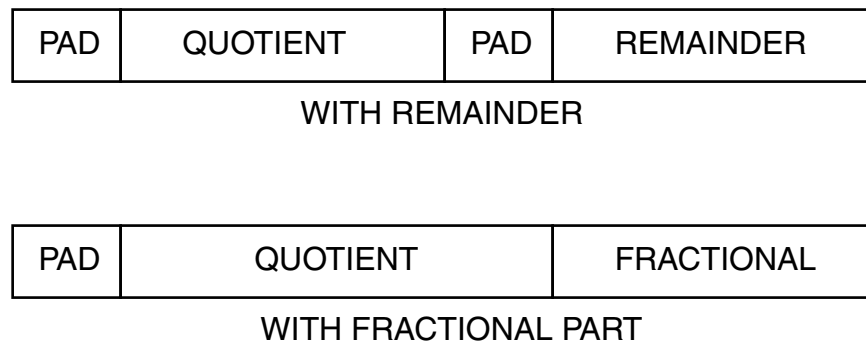 PAD QUOTIENT PAD REMAINDER
WITH REMAINDER
PAD QUOTIENT FRACTIONAL
WITH FRACTIONAL PART